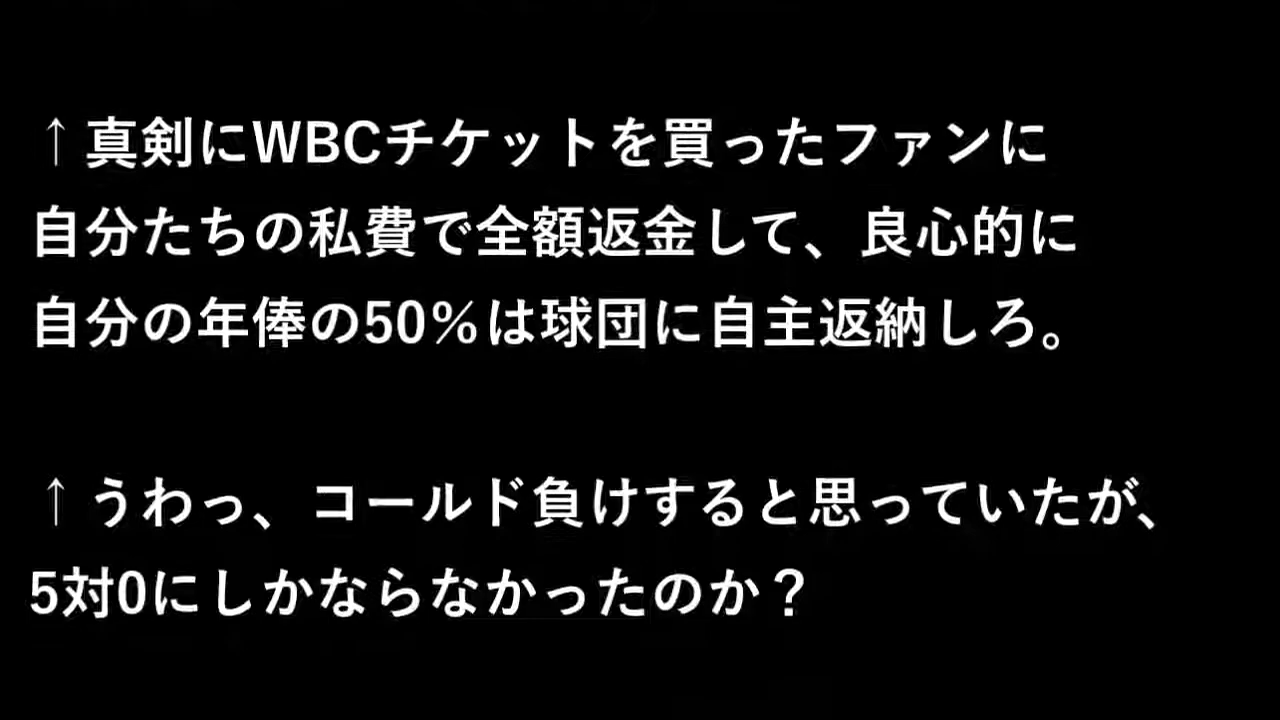 ↑真剣にWBCチケットを買ったファンに
自分たちの私費で全額返金して、良心的に
自分の年俸の50%は球団に自主返納しろ。
↑うわっ、コールド負けすると思っていたが、
5対0にしかならなかったのか？